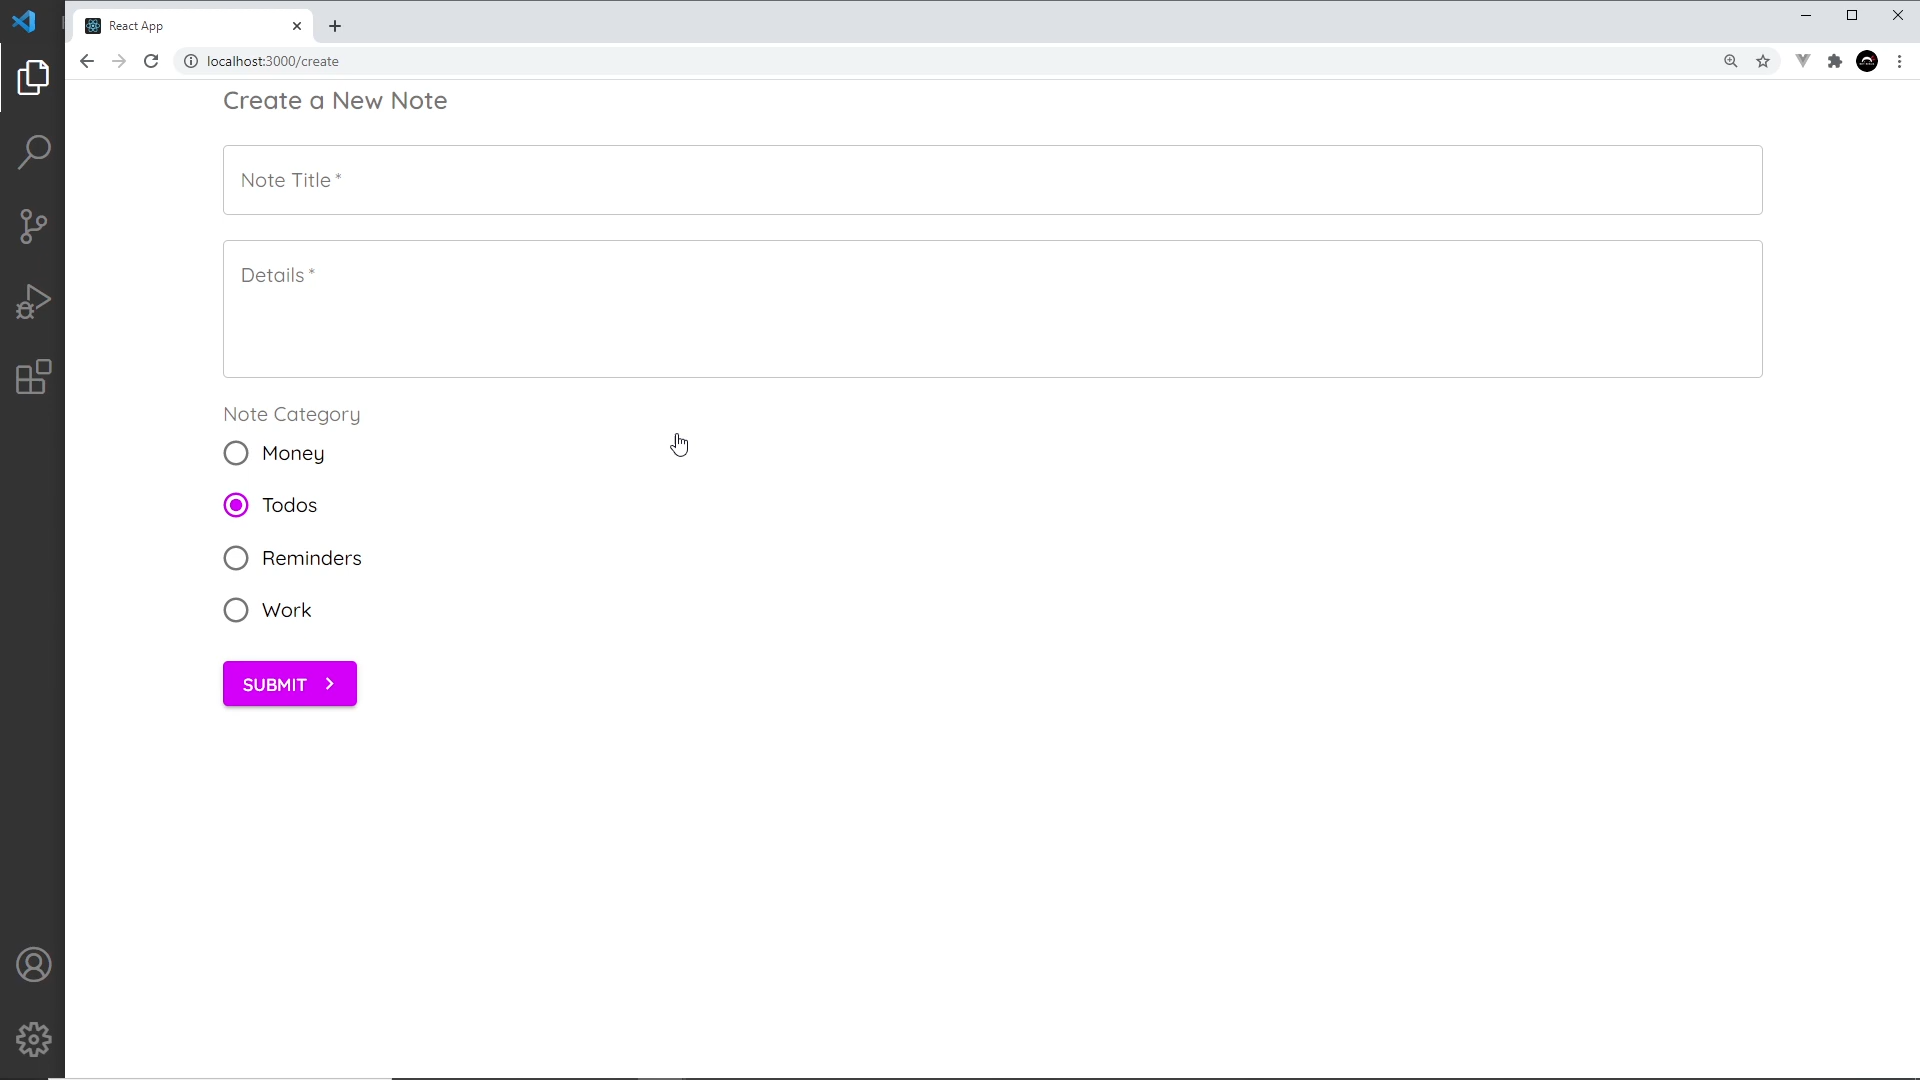 React App
localhost:3000/create
Create a New Note
Note Title *
Details *
Note Category
Money
Todos
Reminders
Work
SUBMIT